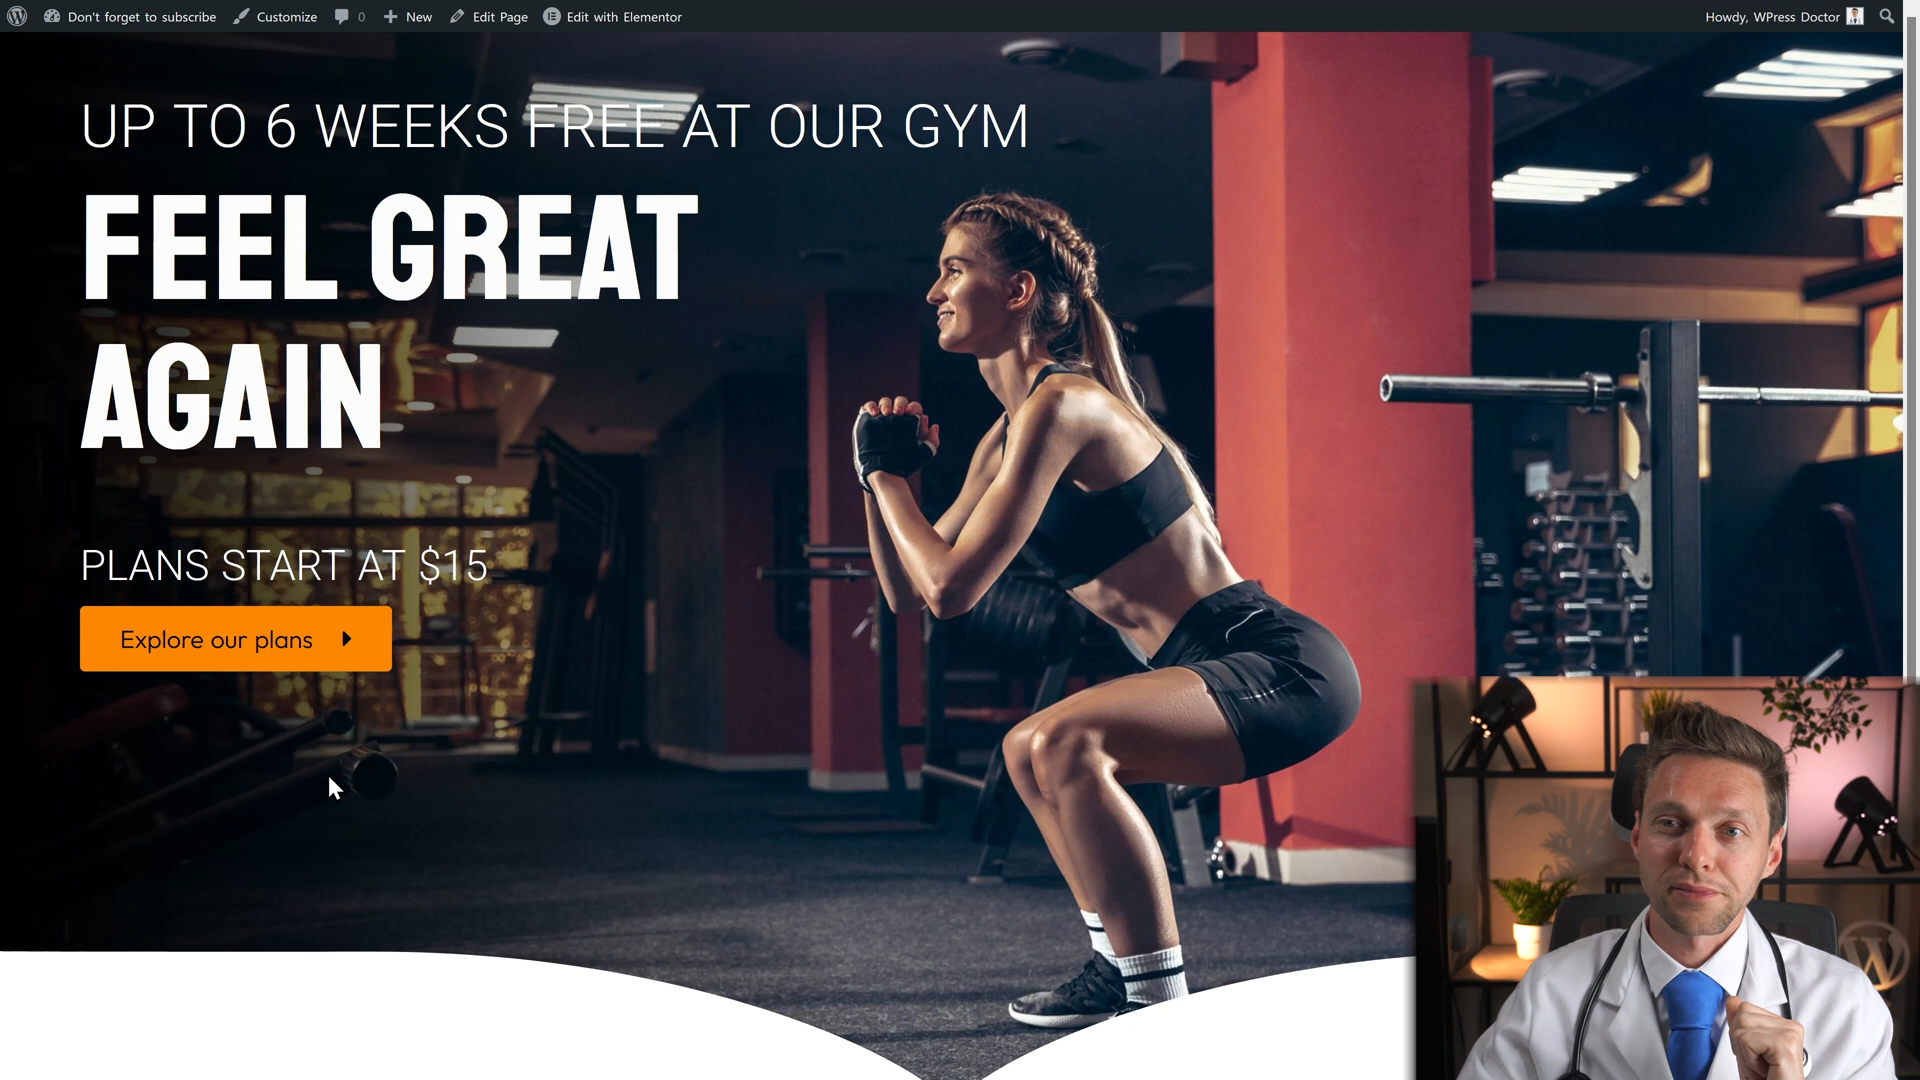 Don't forget to subscribe Customize 0 New Edit Page Edit with Elementor Howdy, WPress Doctor
UP TO 6 WEEKS FREE AT OUR GYM
FEEL GREAT
AGAIN
PLANS START AT $15
Explore our plans